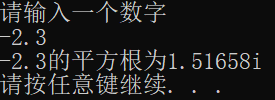 请输入一个数字
-2.3
-2.3的平方根为1.51658i
请按任意键继续. . .